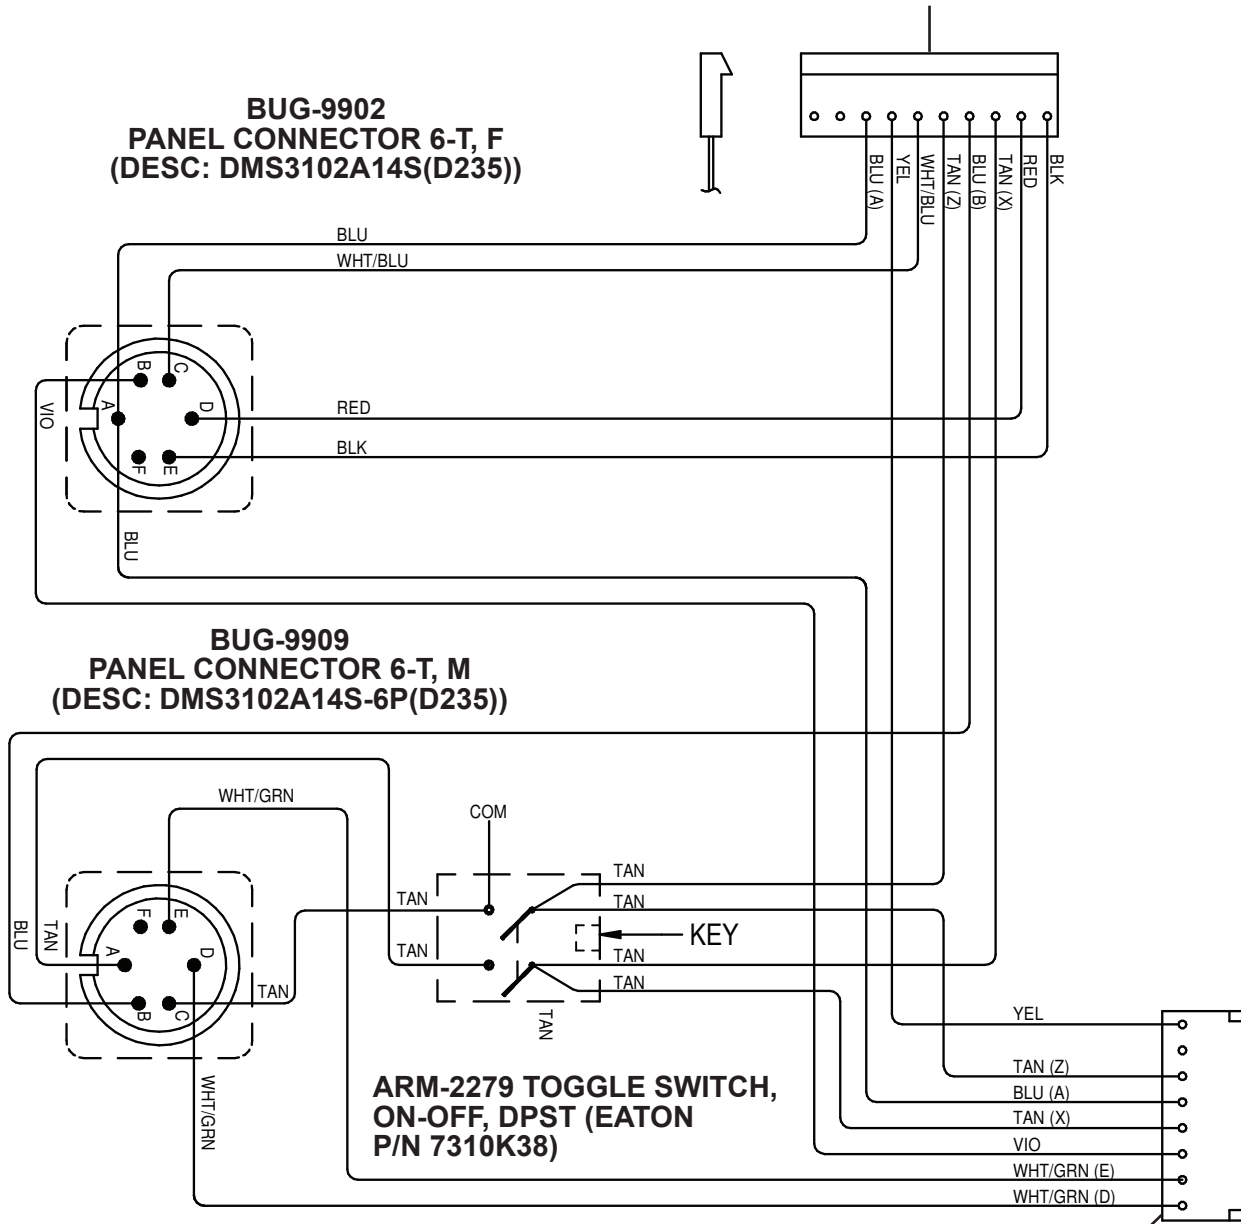 BUG-9902
PANEL CONNECTOR 6-T, F
(DESC: DMS3102A14S(D235))
BLU (A)
YEL
WHT/BLU
TAN (Z)
BLU (B)
TAN (X)
RED
BLK
BLU
WHT/BLU
B
C
A
D
F
E
VIO
RED
BLK
BLU
BUG-9909
PANEL CONNECTOR 6-T, M
(DESC: DMS3102A14S-6P(D235))
WHT/GRN
COM
TAN
TAN
TAN
KEY
TAN
TAN
TAN
BLU
TAN
F
E
A
D
B
C
TAN
TAN
WHT/GRN
ARM-2279 TOGGLE SWITCH,
ON-OFF, DPST (EATON
P/N 7310K38)
YEL
TAN (Z)
BLU (A)
TAN (X)
VIO
WHT/GRN (E)
WHT/GRN (D)